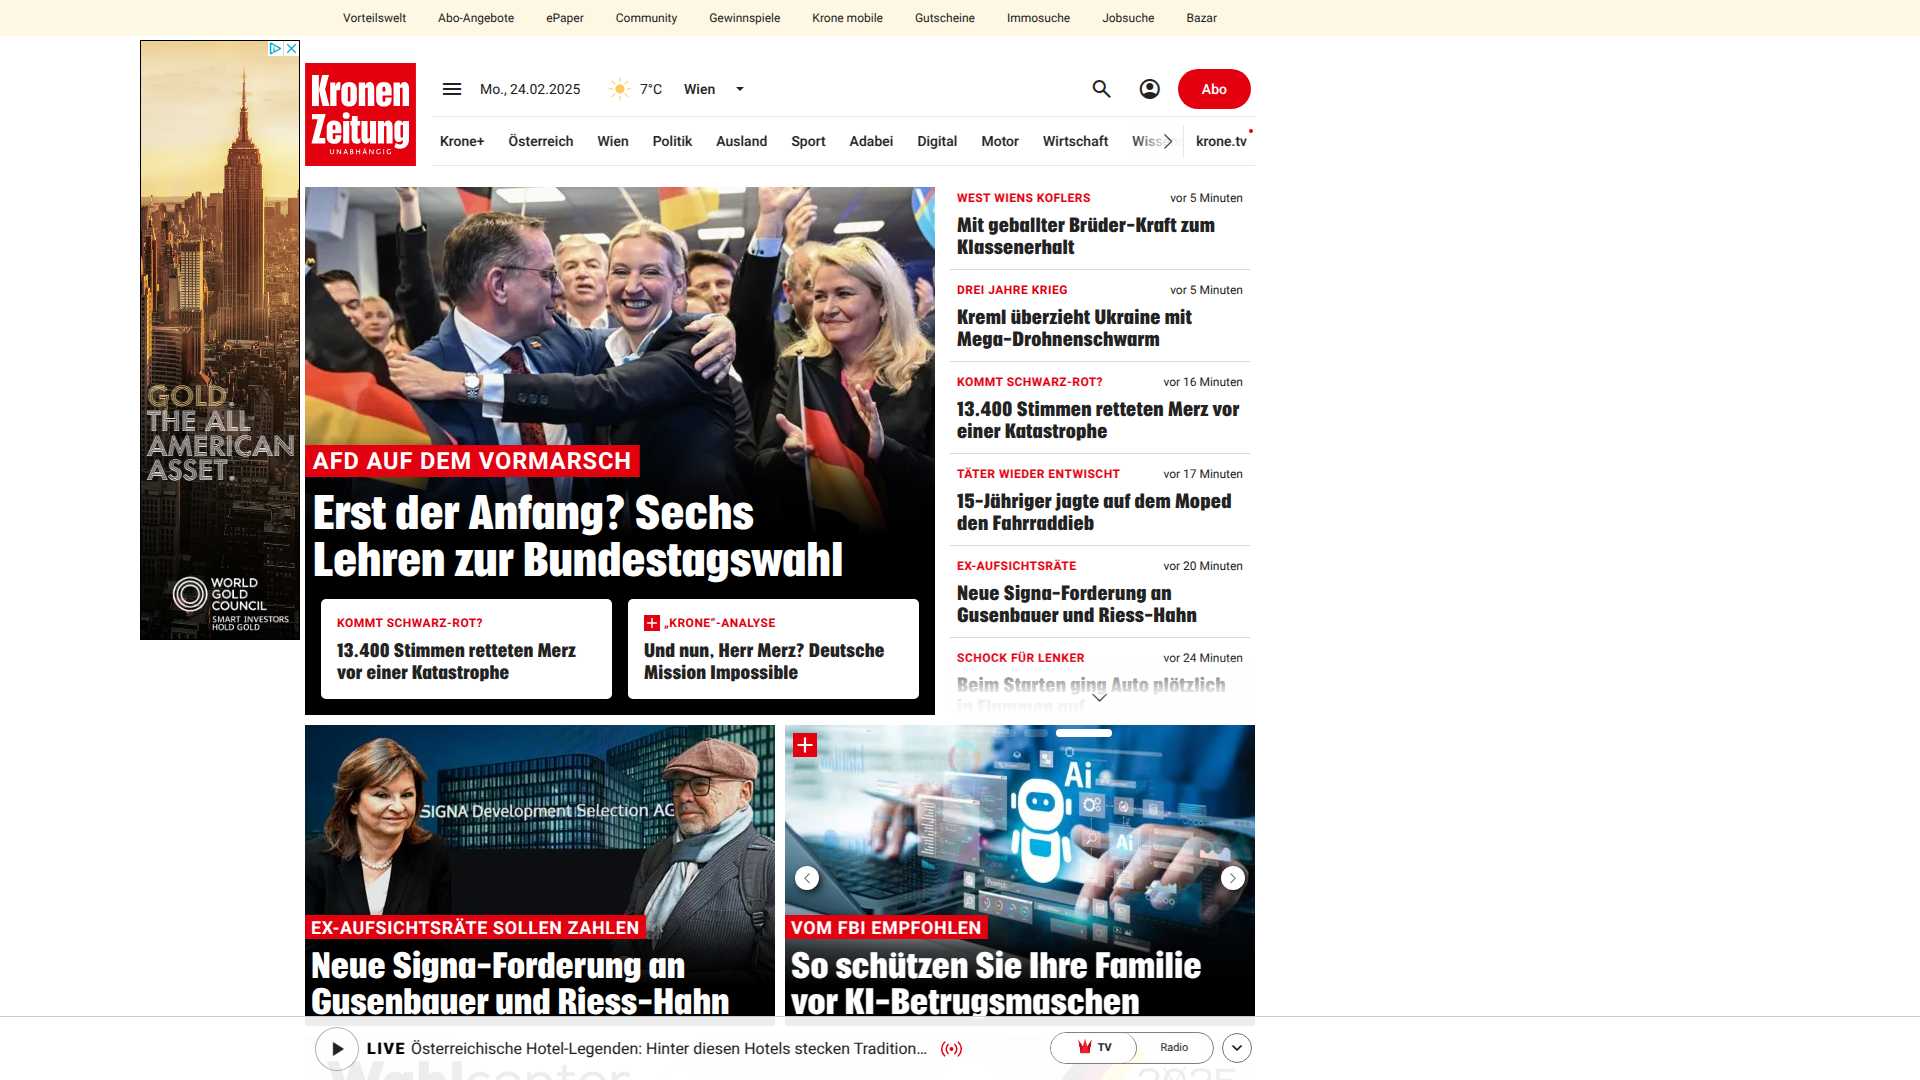 Vorteilswelt Abo-Angebote ePaper Community Gewinnspiele Krone mobile Gutscheine Immosuche Jobsuche Bazar
Kronen
Zeitung
UNABHÄNGIG
Mo., 24.02.2025 7°C Wien
Abo
Krone+ Österreich Wien Politik Ausland Sport Adabei Digital Motor Wirtschaft krone.tv
GOLD.
THE ALL
AMERICAN
ASSET.
WORLD
GOLD
COUNCIL
SMART INVESTORS
HOLD GOLD
AFD AUF DEM VORMARSCH
Erst der Anfang? Sechs
Lehren zur Bundestagswahl
KOMMT SCHWARZ-ROT?
13.400 Stimmen retteten Merz
vor einer Katastrophe
„KRONE“-ANALYSE
Und nun, Herr Merz? Deutsche
Mission Impossible
WEST WIENS KOFLERS vor 5 Minuten
Mit geballter Brüder-Kraft zum
Klassenerhalt
DREI JAHRE KRIEG vor 5 Minuten
Kreml überzieht Ukraine mit
Mega-Drohnenschwarm
KOMMT SCHWARZ-ROT? vor 16 Minuten
13.400 Stimmen retteten Merz vor
einer Katastrophe
TÄTER WIEDER ENTWISCHT vor 17 Minuten
15-Jähriger jagte auf dem Moped
den Fahrraddieb
EX-AUFSICHTSRÄTE vor 20 Minuten
Neue Signa-Forderung an
Gusenbauer und Riess-Hahn
SCHOCK FÜR LENKER vor 24 Minuten
Beim Starten ging Auto plötzlich
in Flammen auf
SIGNA Development Selection AG
EX-AUFSICHTSRÄTE SOLLEN ZAHLEN
Neue Signa-Forderung an
Gusenbauer und Riess-Hahn
Ai
Ai
VOM FBI EMPFOHLEN
So schützen Sie Ihre Familie
vor KI-Betrugsmaschen
LIVE Österreichische Hotel-Legenden: Hinter diesen Hotels stecken Tradition...
TV Radio
Wahlcenter 2025